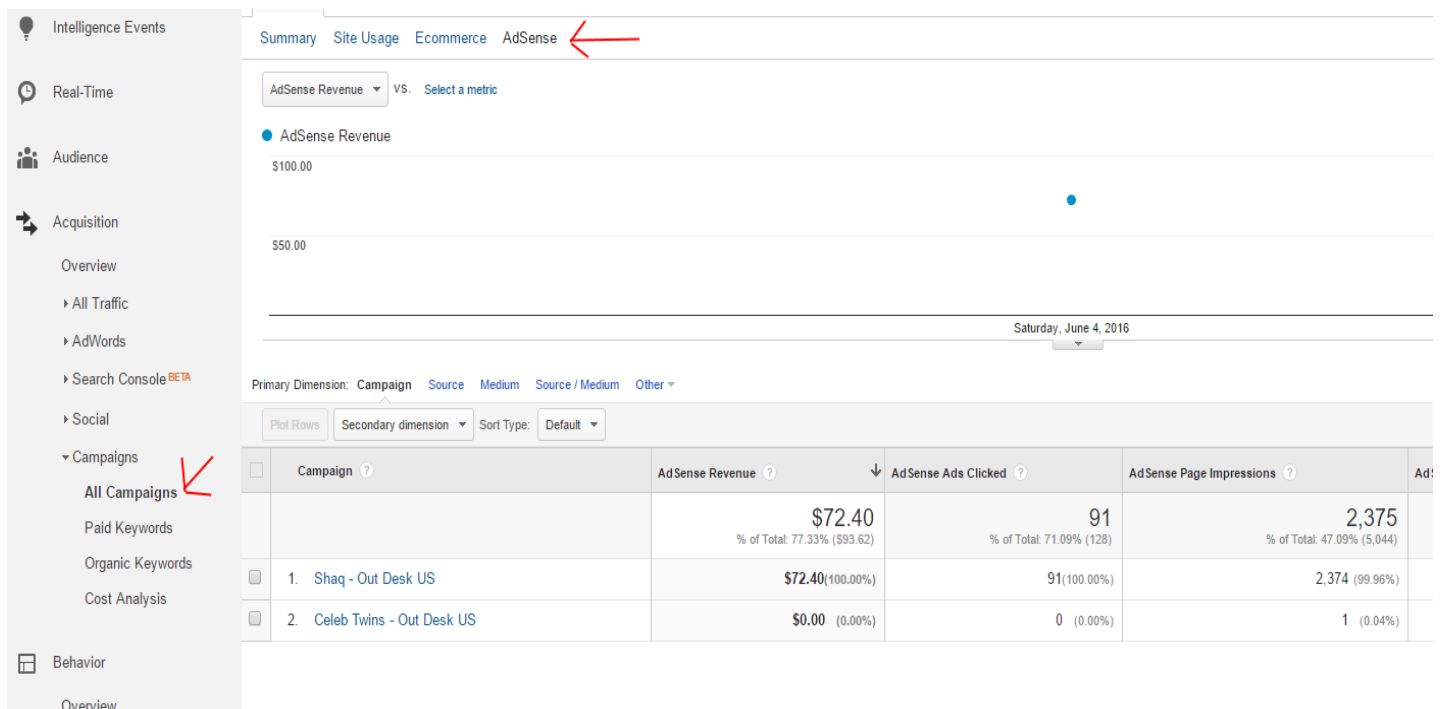 Intelligence Events
Real-Time
Audience
Acquisition
Overview
All Traffic
AdWords
Search Console BETA
Social
Campaigns
All Campaigns
Paid Keywords
Organic Keywords
Cost Analysis
Behavior
Overview
Summary Site Usage Ecommerce AdSense
AdSense Revenue VS. Select a metric
AdSense Revenue
$100.00
$50.00
Saturday, June 4, 2016
Primary Dimension: Campaign Source Medium Source / Medium Other
Plot Rows Secondary dimension Sort Type: Default
Campaign ? AdSense Revenue ? AdSense Ads Clicked ? AdSense Page Impressions ?
$72.40 91 2,375
% of Total: 77.33% ($93.62) % of Total: 71.09% (128) % of Total: 47.09% (5,044)
1. Shaq - Out Desk US $72.40(100.00%) 91(100.00%) 2,374 (99.96%)
2. Celeb Twins - Out Desk US $0.00 (0.00%) 0 (0.00%) 1 (0.04%)